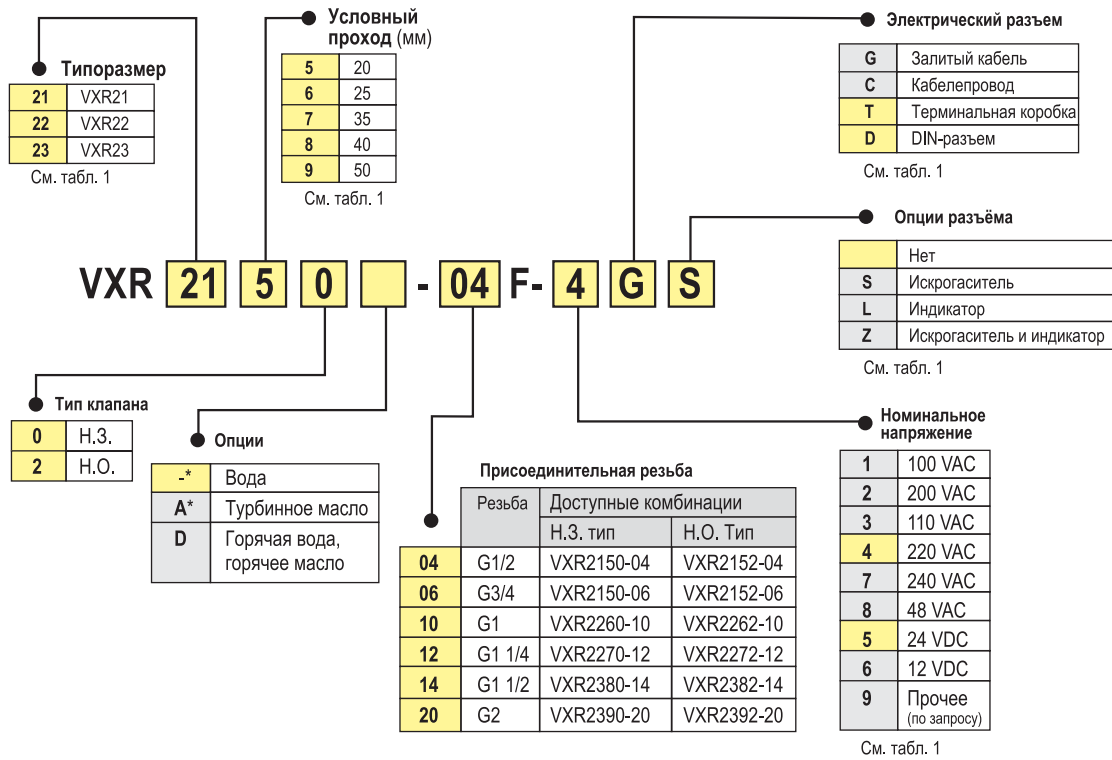 Типоразмер
21 VXR21
22 VXR22
23 VXR23
См. табл. 1
Условный
проход (мм)
5 20
6 25
7 35
8 40
9 50
См. табл. 1
Электрический разъем
G Залитый кабель
C Кабелепровод
T Терминальная коробка
D DIN-разъем
См. табл. 1
Опции разъёма
Нет
S Искрогаситель
L Индикатор
Z Искрогаситель и индикатор
См. табл. 1
VXR 21 5 0 - 04 F- 4 G S
Тип клапана
0 Н.З.
2 Н.О.
Опции
-* Вода
A* Турбинное масло
D Горячая вода,
горячее масло
Присоединительная резьба
Резьба Доступные комбинации
Н.З. тип Н.О. Тип
04 G1/2 VXR2150-04 VXR2152-04
06 G3/4 VXR2150-06 VXR2152-06
10 G1 VXR2260-10 VXR2262-10
12 G1 1/4 VXR2270-12 VXR2272-12
14 G1 1/2 VXR2380-14 VXR2382-14
20 G2 VXR2390-20 VXR2392-20
Номинальное
напряжение
1 100 VAC
2 200 VAC
3 110 VAC
4 220 VAC
7 240 VAC
8 48 VAC
5 24 VDC
6 12 VDC
9 Прочее
(по запросу)
См. табл. 1